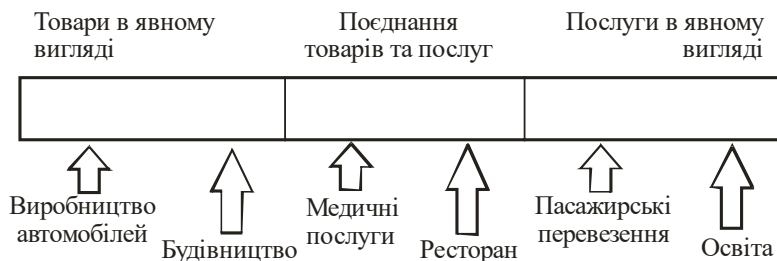 Товари в явному
вигляді
Поєднання
товарів та послуг
Послуги в явному
вигляді
Виробництво
автомобілей
Будівництво
Медичні
послуги
Ресторан
Пасажирські
перевезення
Освіта